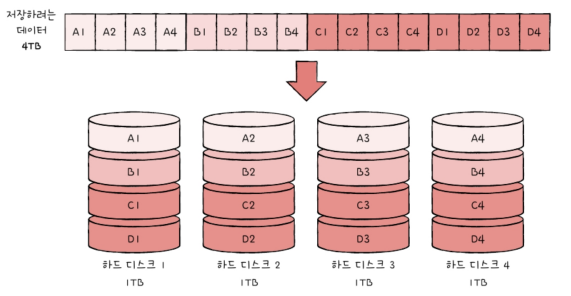 저장하려는
데이터
4TB
A1 A2 A3 A4 B1 B2 B3 B4 C1 C2 C3 C4 D1 D2 D3 D4
A1 A2 A3 A4
B1 B2 B3 B4
C1 C2 C3 C4
D1 D2 D3 D4
하드 디스크 1 하드 디스크 2 하드 디스크 3 하드 디스크 4
1TB 1TB 1TB 1TB